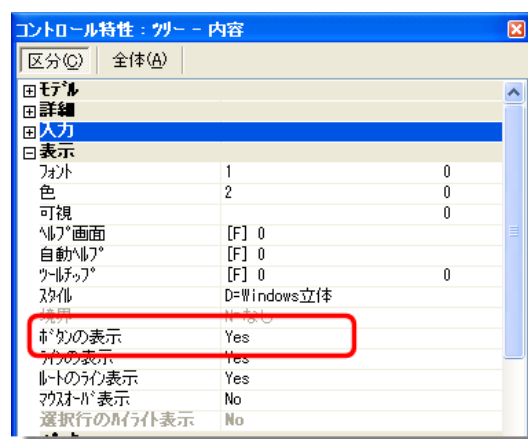 コントロール特性：ﾂﾘｰ - 内容
区分(C) 全体(A)
ﾓﾃﾞﾙ
詳細
入力
表示
ﾌｫﾝﾄ 1 0
色 2 0
可視 0
ﾍﾙﾌﾟ画面 [F] 0
自動ﾍﾙﾌﾟ [F] 0
ﾂｰﾙﾁｯﾌﾟ [F] 0 0
ｽﾀｲﾙ D=Windows立体
境界 N=なし
ﾎﾞﾀﾝの表示 Yes
ﾗｲﾝの表示 Yes
ﾙｰﾄのﾗｲﾝ表示 Yes
ﾏｳｽｵｰﾊﾞ表示 No
選択行のﾊｲﾗｲﾄ表示 No